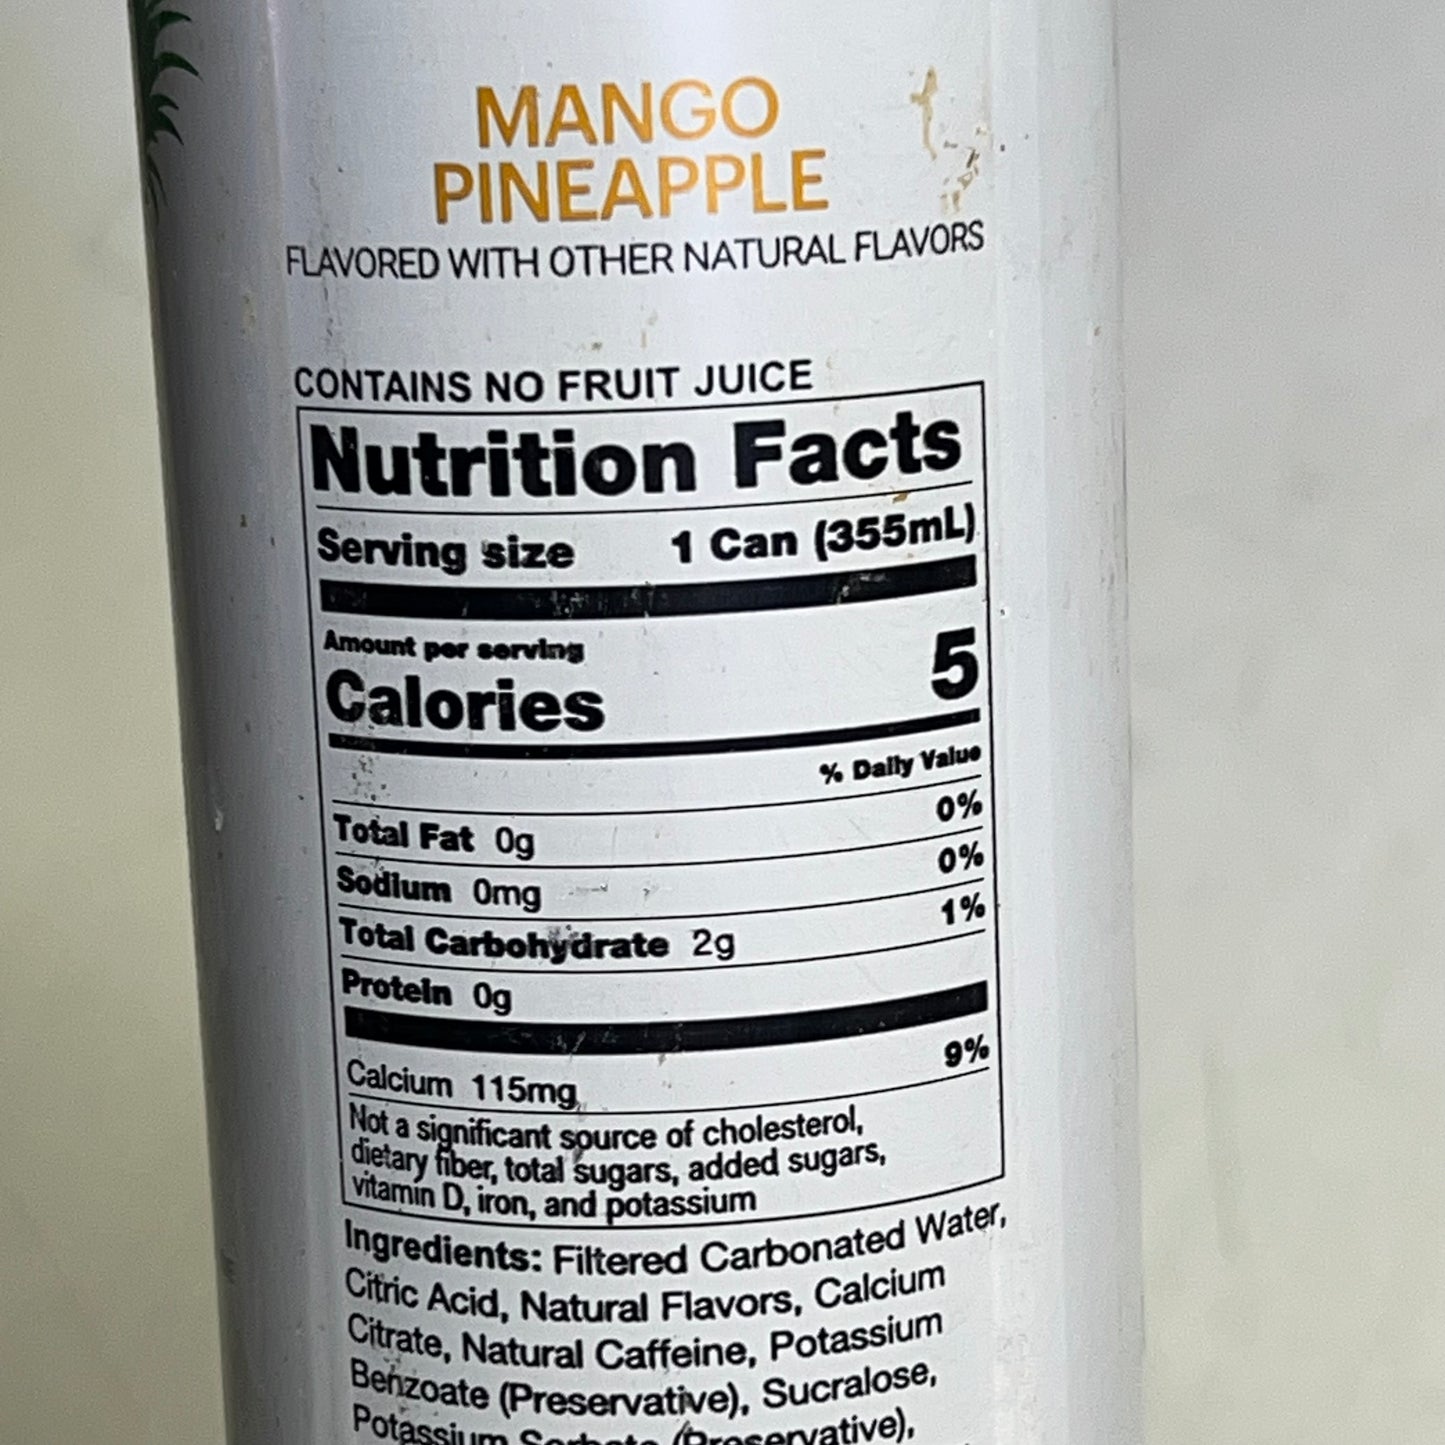 MANGO
PINEAPPLE
FLAVORED WITH OTHER NATURAL FLAVORS
CONTAINS NO FRUIT JUICE
Nutrition Facts
Serving size 1 Can (355mL)
Amount per serving
Calories 5
% Daily Value
Total Fat 0g 0%
Sodium 0mg 0%
Total Carbohydrate 2g 1%
Protein 0g
Calcium 115mg 9%
Not a significant source of cholesterol,
dietary fiber, total sugars, added sugars,
vitamin D, iron, and potassium
Ingredients: Filtered Carbonated Water,
Citric Acid, Natural Flavors, Calcium
Citrate, Natural Caffeine, Potassium
Benzoate (Preservative), Sucralose,
Potassium Sorbate (Preservative),